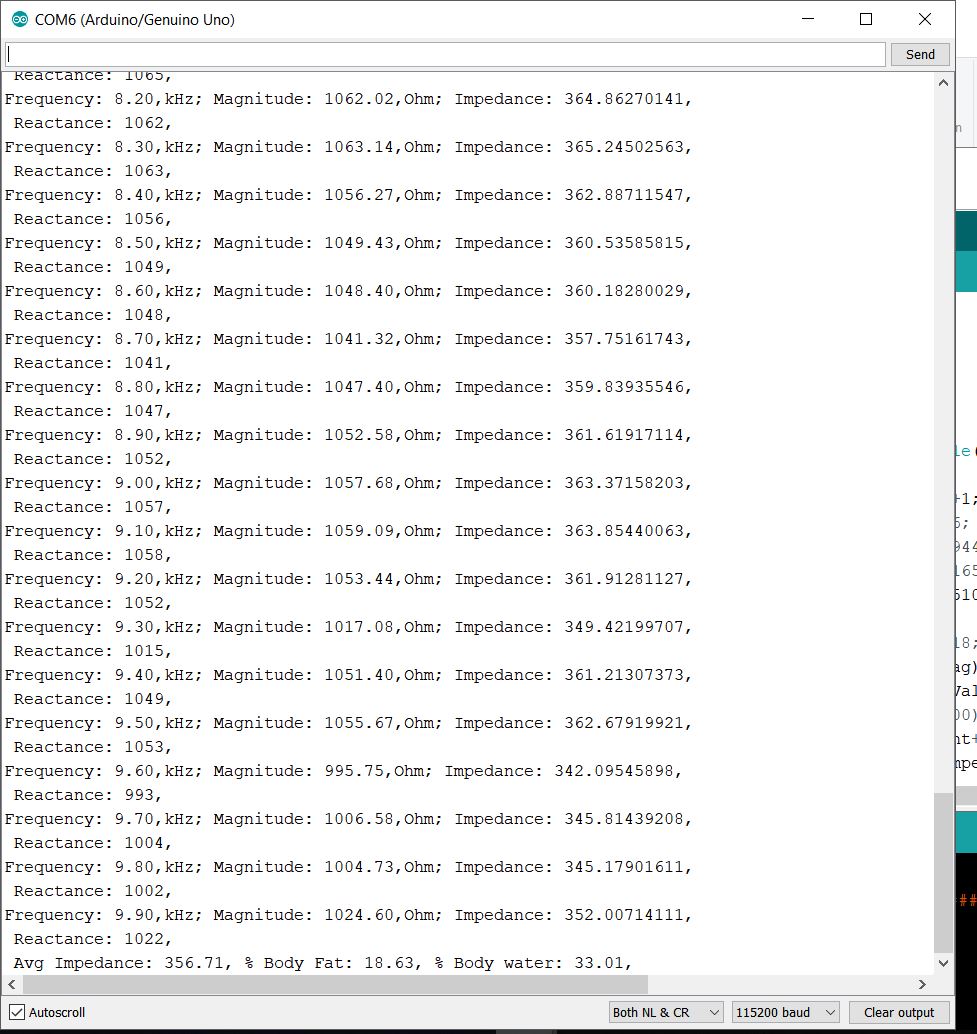 COM6 (Arduino/Genuino Uno)
Send
Reactance: 1065,
Frequency: 8.20,kHz; Magnitude: 1062.02,Ohm; Impedance: 364.86270141,
Reactance: 1062,
Frequency: 8.30,kHz; Magnitude: 1063.14,Ohm; Impedance: 365.24502563,
Reactance: 1063,
Frequency: 8.40,kHz; Magnitude: 1056.27,Ohm; Impedance: 362.88711547,
Reactance: 1056,
Frequency: 8.50,kHz; Magnitude: 1049.43,Ohm; Impedance: 360.53585815,
Reactance: 1049,
Frequency: 8.60,kHz; Magnitude: 1048.40,Ohm; Impedance: 360.18280029,
Reactance: 1048,
Frequency: 8.70,kHz; Magnitude: 1041.32,Ohm; Impedance: 357.75161743,
Reactance: 1041,
Frequency: 8.80,kHz; Magnitude: 1047.40,Ohm; Impedance: 359.83935546,
Reactance: 1047,
Frequency: 8.90,kHz; Magnitude: 1052.58,Ohm; Impedance: 361.61917114,
Reactance: 1052,
Frequency: 9.00,kHz; Magnitude: 1057.68,Ohm; Impedance: 363.37158203,
Reactance: 1057,
Frequency: 9.10,kHz; Magnitude: 1059.09,Ohm; Impedance: 363.85440063,
Reactance: 1058,
Frequency: 9.20,kHz; Magnitude: 1053.44,Ohm; Impedance: 361.91281127,
Reactance: 1052,
Frequency: 9.30,kHz; Magnitude: 1017.08,Ohm; Impedance: 349.42199707,
Reactance: 1015,
Frequency: 9.40,kHz; Magnitude: 1051.40,Ohm; Impedance: 361.21307373,
Reactance: 1049,
Frequency: 9.50,kHz; Magnitude: 1055.67,Ohm; Impedance: 362.67919921,
Reactance: 1053,
Frequency: 9.60,kHz; Magnitude: 995.75,Ohm; Impedance: 342.09545898,
Reactance: 993,
Frequency: 9.70,kHz; Magnitude: 1006.58,Ohm; Impedance: 345.81439208,
Reactance: 1004,
Frequency: 9.80,kHz; Magnitude: 1004.73,Ohm; Impedance: 345.17901611,
Reactance: 1002,
Frequency: 9.90,kHz; Magnitude: 1024.60,Ohm; Impedance: 352.00714111,
Reactance: 1022,
Avg Impedance: 356.71, % Body Fat: 18.63, % Body water: 33.01,
Autoscroll
Both NL & CR
115200 baud
Clear output